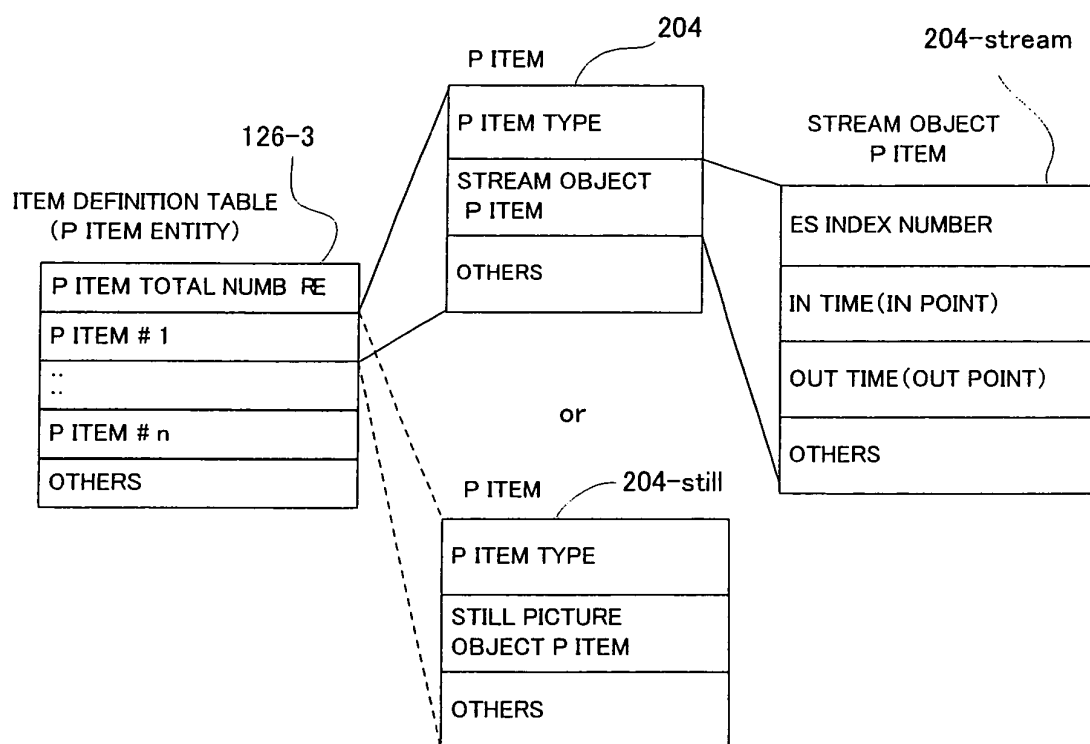 126-3
ITEM DEFINITION TABLE
(P ITEM ENTITY)
P ITEM TOTAL NUMB RE
P ITEM # 1
::
P ITEM # n
OTHERS
204
P ITEM
P ITEM TYPE
STREAM OBJECT
P ITEM
OTHERS
204-stream
STREAM OBJECT
P ITEM
ES INDEX NUMBER
IN TIME(IN POINT)
OUT TIME(OUT POINT)
OTHERS
or
P ITEM
204-still
P ITEM TYPE
STILL PICTURE
OBJECT P ITEM
OTHERS